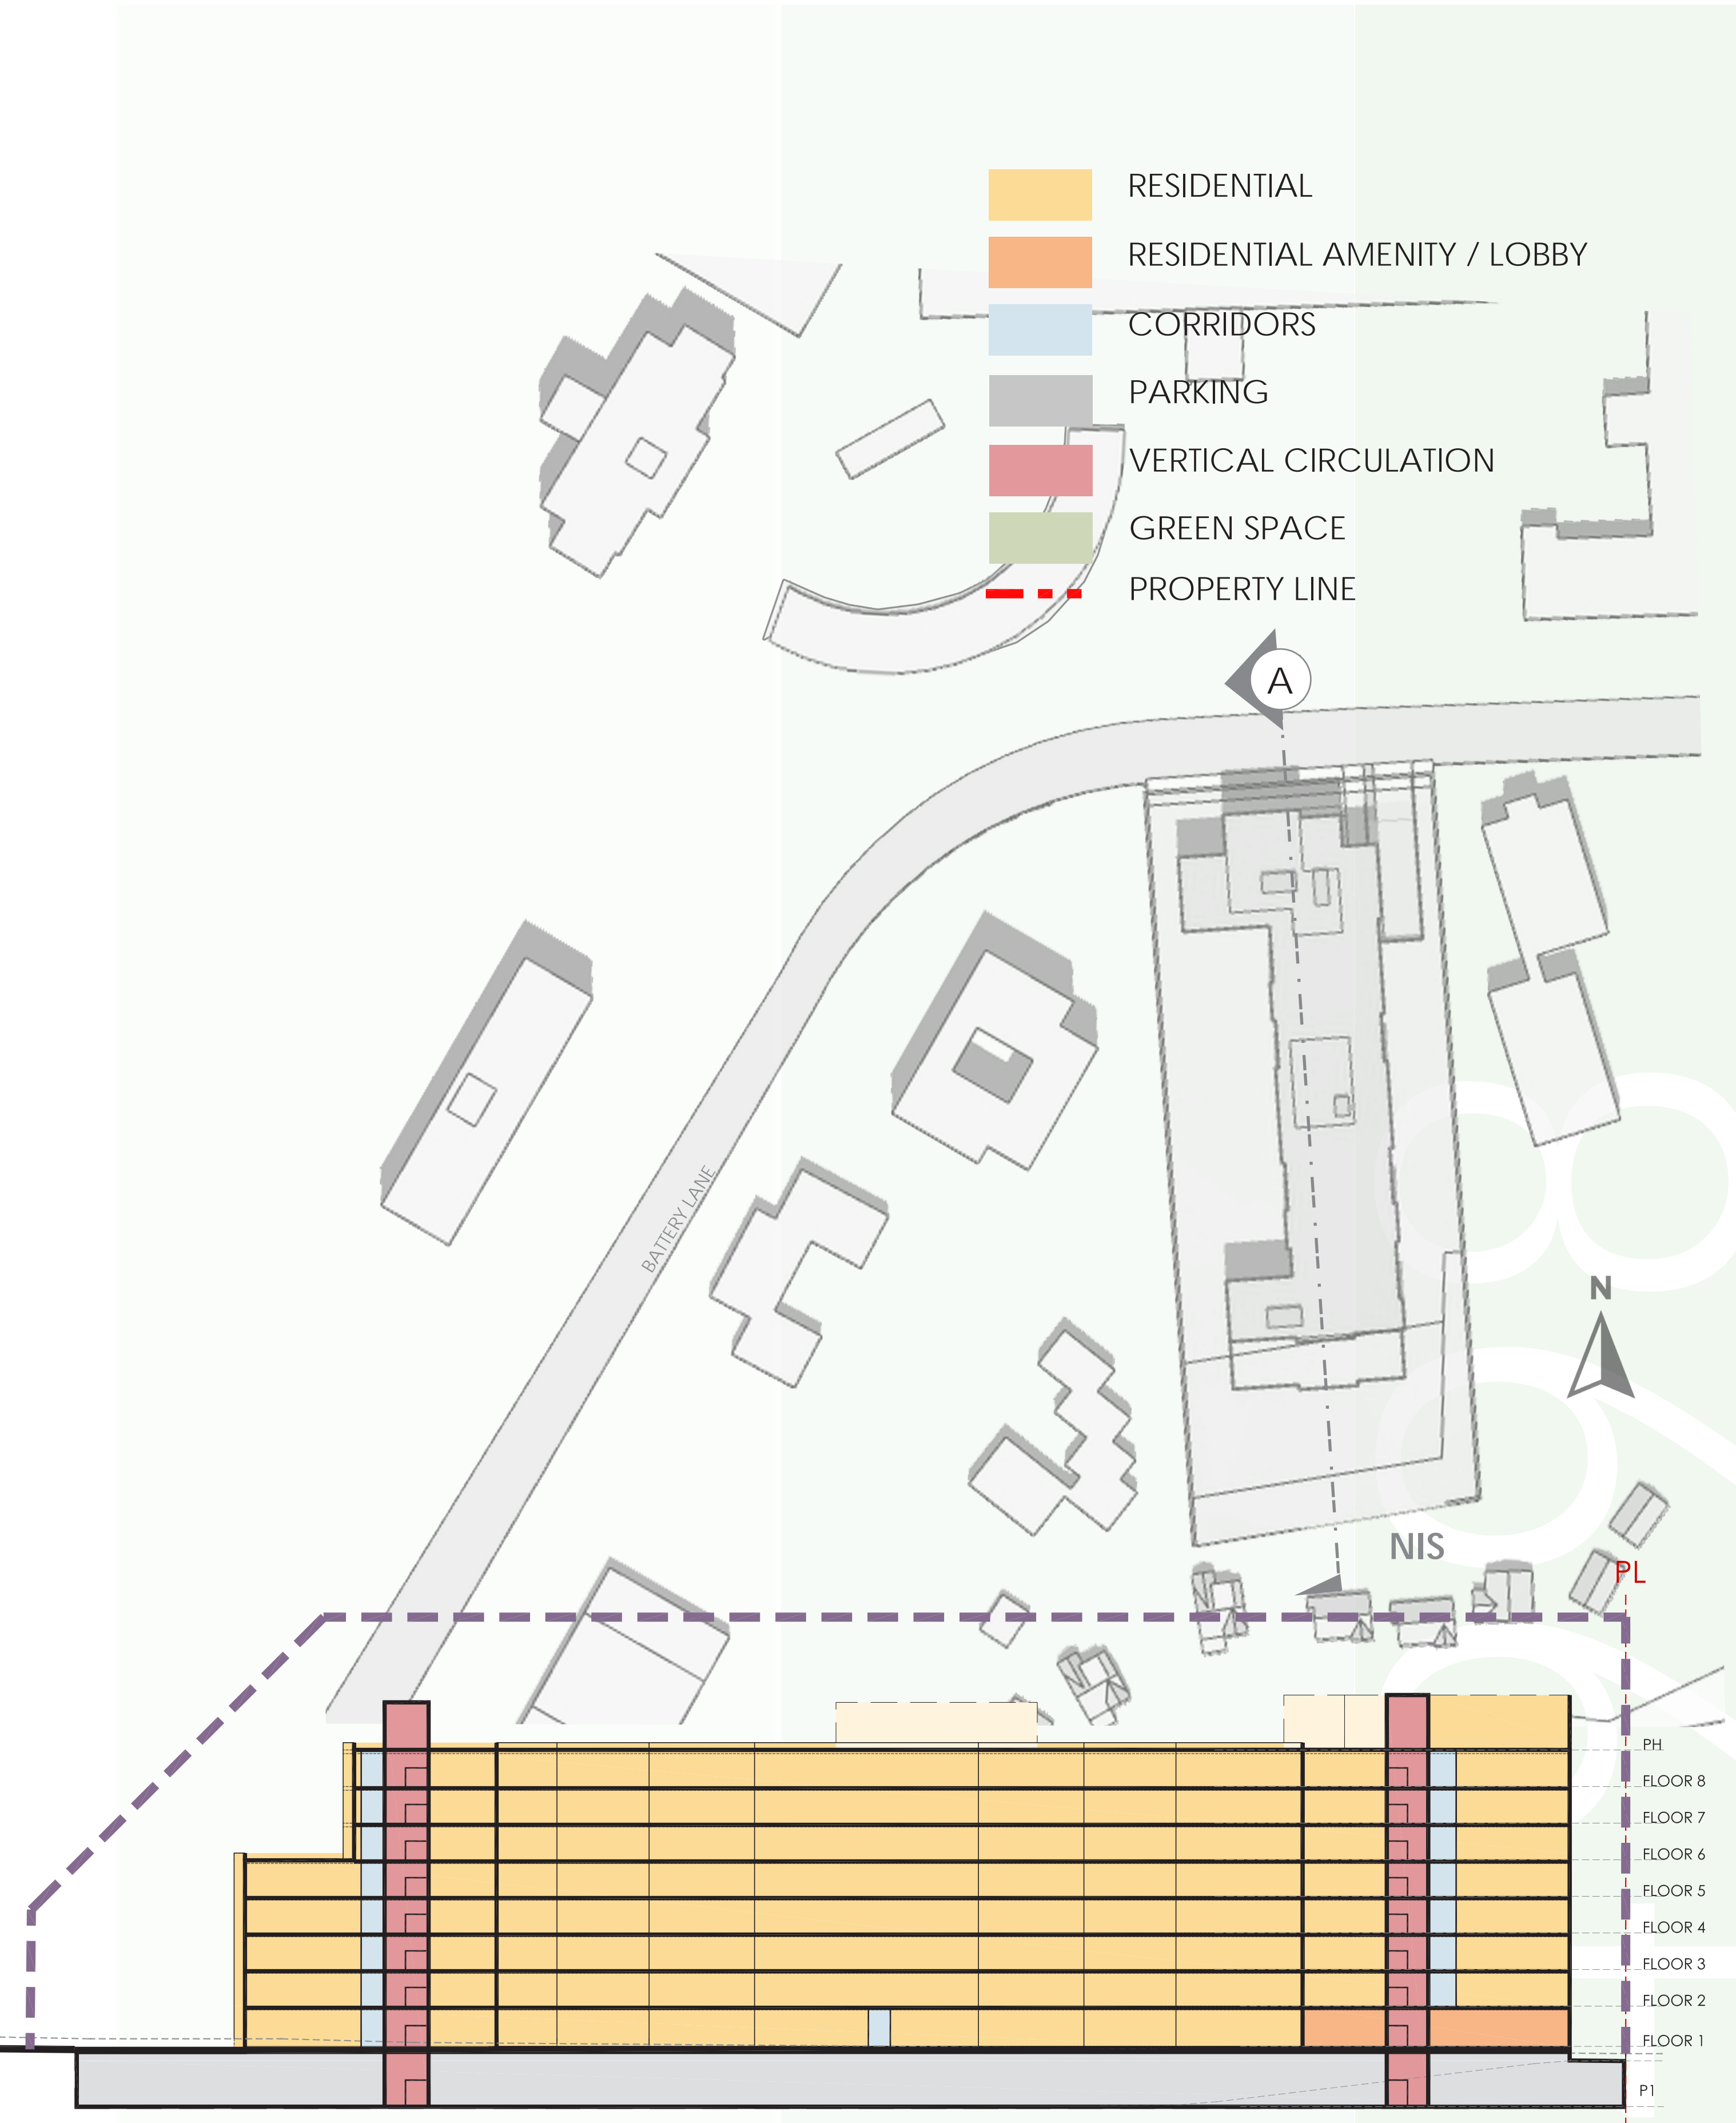 RESIDENTIAL
RESIDENTIAL AMENITY / LOBBY
CORRIDORS
PARKING
VERTICAL CIRCULATION
GREEN SPACE
PROPERTY LINE
A
BATTERY LANE
N
NIS
PL
PH
FLOOR 8
FLOOR 7
FLOOR 6
FLOOR 5
FLOOR 4
FLOOR 3
FLOOR 2
FLOOR 1
P1